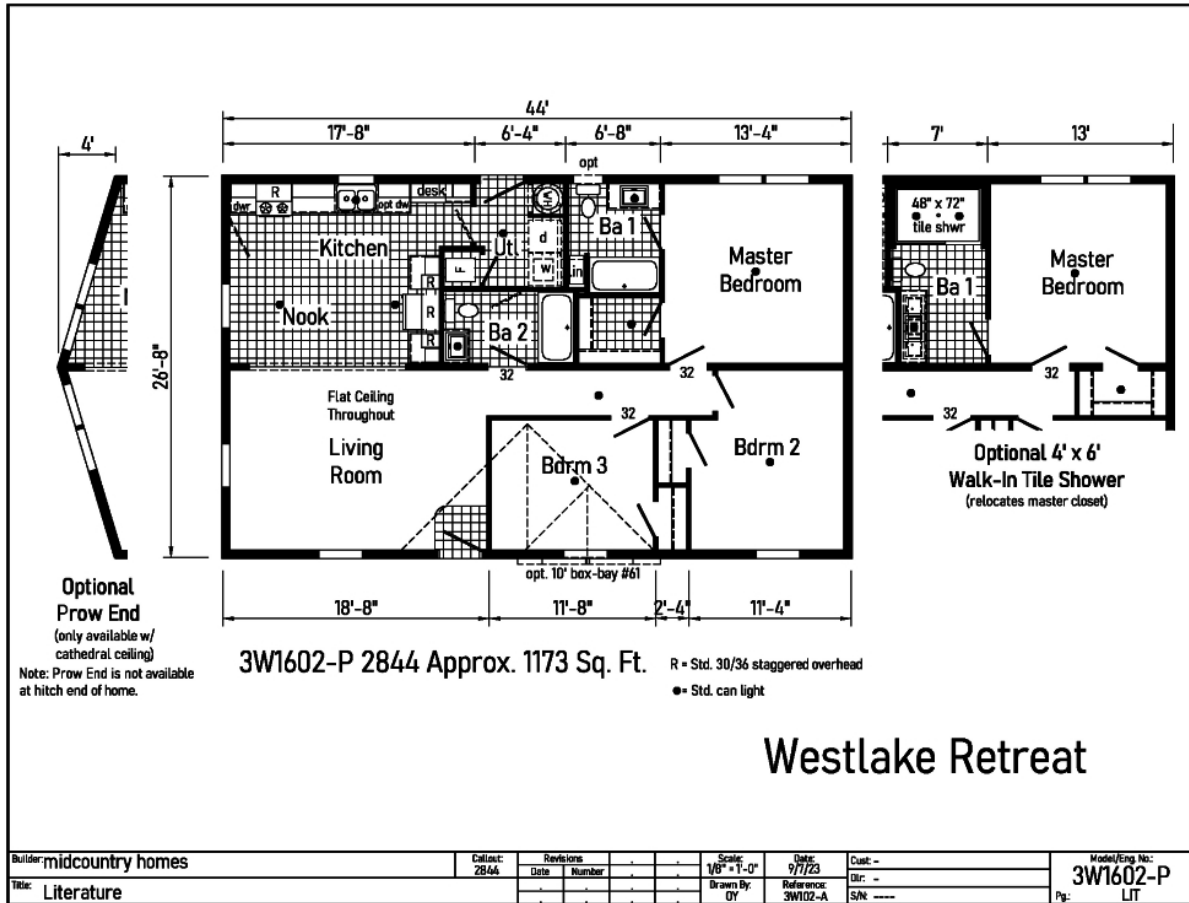 44'
4'
17'-8"
6'-4"
6'-8"
13'-4"
7'
13'
opt
R
desk
dwr
opt dw
WH
48" x 72"
tile shwr
Kitchen
Utl
d
Ba 1
Master
Bedroom
Master
Bedroom
F
w
Lin
R
Ba 1
Nook
R
Ba 2
R
26'-8"
32
32
32
Flat Ceiling
Throughout
32
32
Living
Room
Bdrm 3
Bdrm 2
Optional 4' x 6'
Walk-In Tile Shower
(relocates master closet)
opt. 10' box-bay #61
Optional
Prow End
(only available w/
cathedral ceiling)
Note: Prow End is not available
at hitch end of home.
18'-8"
11'-8"
2'-4"
11'-4"
3W1602-P 2844 Approx. 1173 Sq. Ft.
R = Std. 30/36 staggered overhead
●= Std. can light
Westlake Retreat
Builder: midcountry homes
Callout:
2844
Revisions
Date Number
Scale:
1/8" = 1'-0"
Date:
9/7/23
Cust: -
Model/Eng. No.:
3W1602-P
Title: Literature
Drawn By:
OY
Reference:
3W102-A
Dlr: -
S/N: ----
Pg.: LIT